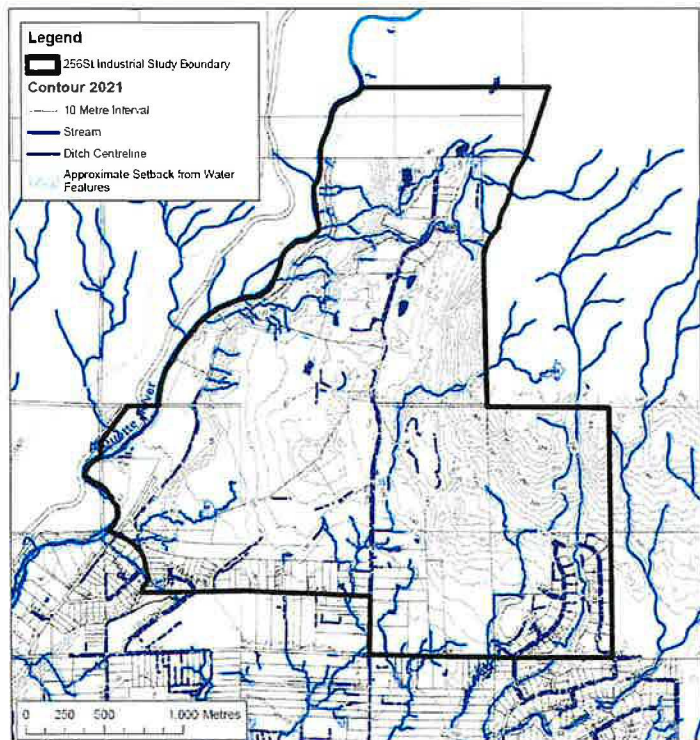 Legend
256St Industrial Study Boundary
Contour 2021
10 Metre Interval
Stream
Ditch Centreline
Approximate Setback from Water
Features
River
0 250 500 1,000 Metres